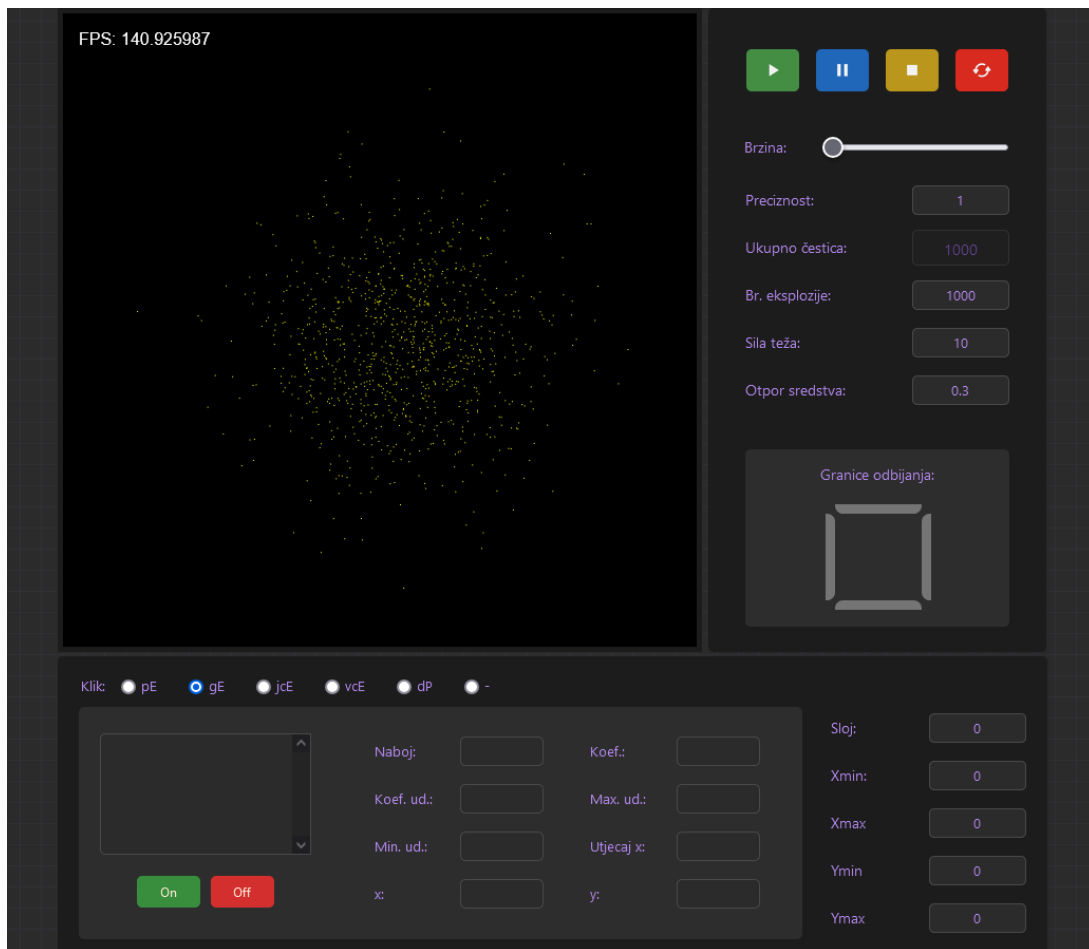 FPS: 140.925987
Brzina:
Preciznost: 1
Ukupno čestica: 1000
Br. eksplozije: 1000
Sila teža: 10
Otpor sredstva: 0.3
Granice odbijanja:
Klik: pE gE jcE vcE dP -
Naboj: Koef.:
Koef. ud.: Max. ud.:
Min. ud.: Utjecaj x:
x: y:
On Off
Sloj: 0
Xmin: 0
Xmax 0
Ymin 0
Ymax 0